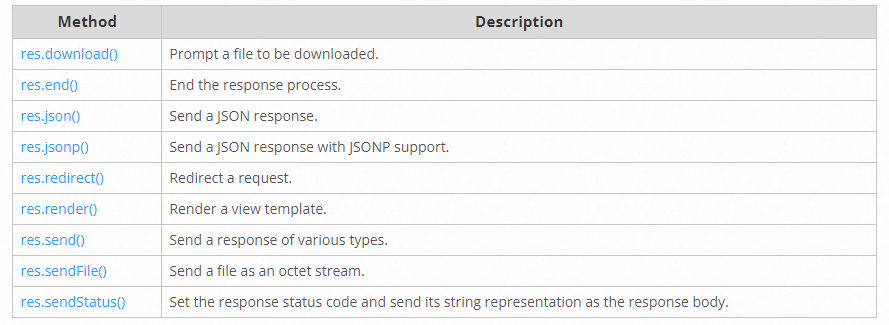 Method Description
res.download() Prompt a file to be downloaded.
res.end() End the response process.
res.json() Send a JSON response.
res.jsonp() Send a JSON response with JSONP support.
res.redirect() Redirect a request.
res.render() Render a view template.
res.send() Send a response of various types.
res.sendFile() Send a file as an octet stream.
res.sendStatus() Set the response status code and send its string representation as the response body.